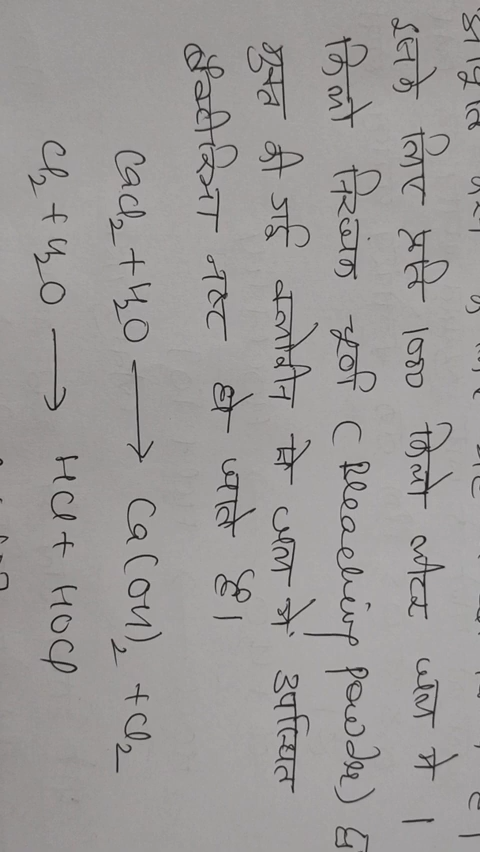 इसके लिए प्रति 1000 किलो लीटर जल में 1
किलो विरंजक चूर्ण (Bleaching powder)
मुक्त की गई क्लोरीन से जल में उपस्थित
बैक्टीरिया नष्ट हो जाते हैं।
CaCl₂ + H₂O ⟶ Ca(OH)₂ + Cl₂
Cl₂ + H₂O ⟶ HCl + HOCl